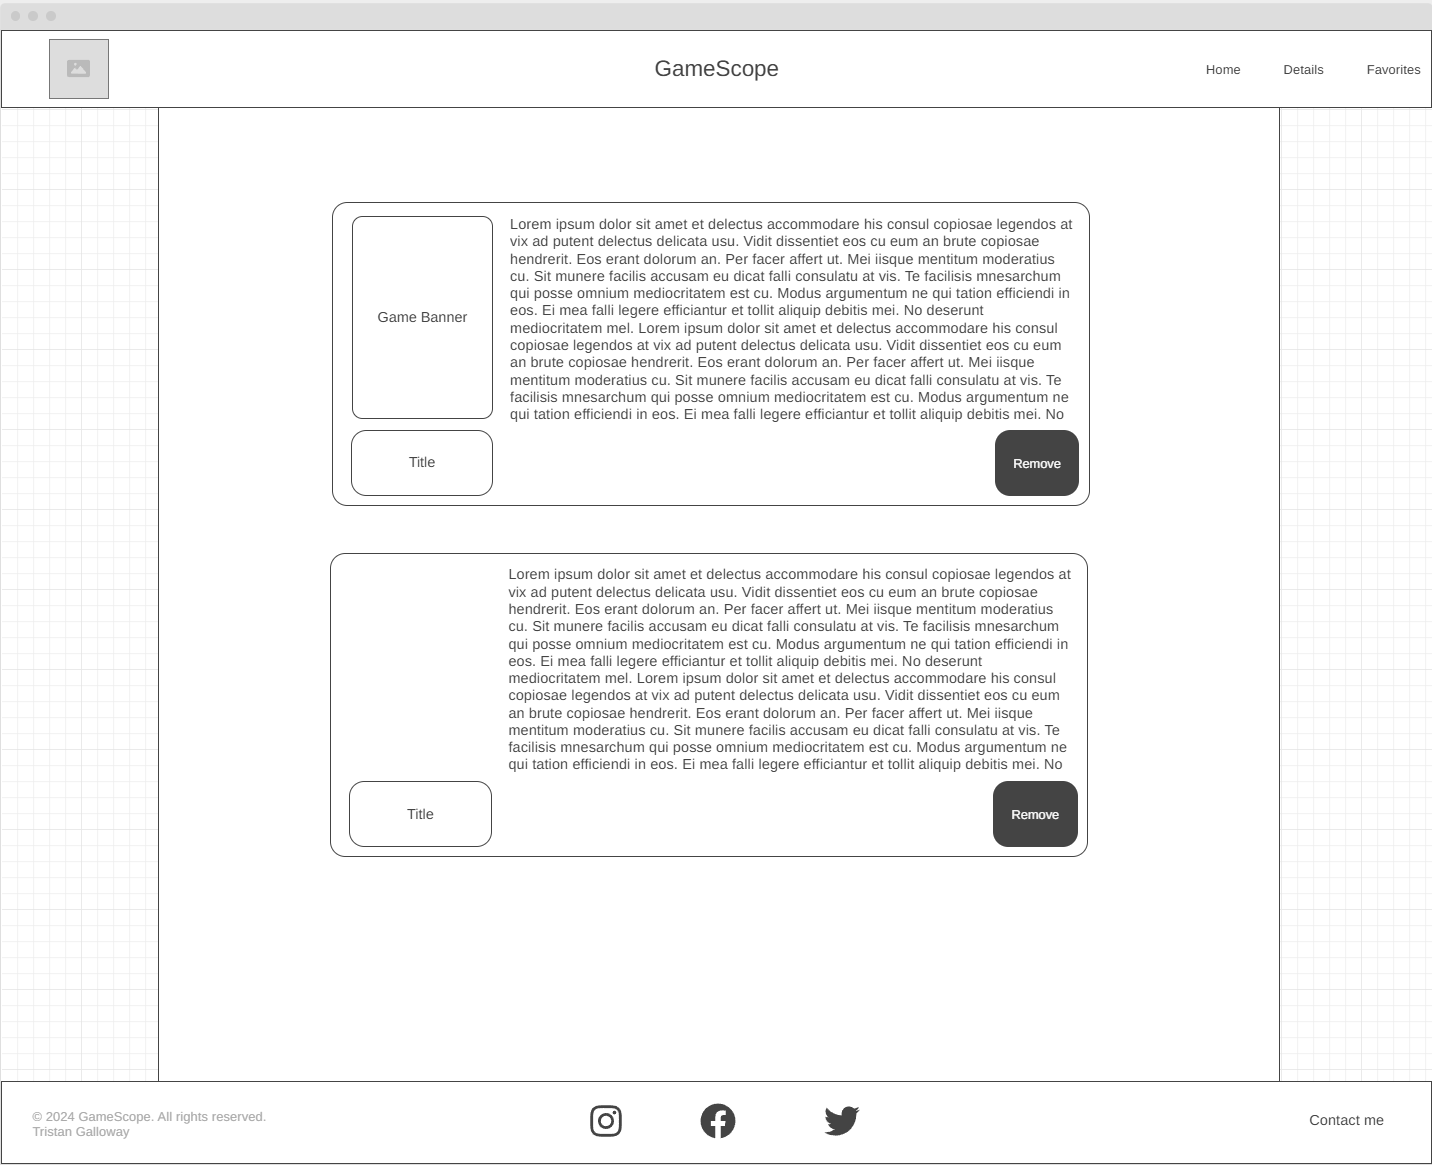 GameScope
Home
Details
Favorites
Game Banner
Lorem ipsum dolor sit amet et delectus accommodare his consul copiosae legendos at
vix ad putent delectus delicata usu. Vidit dissentiet eos cu eum an brute copiosae
hendrerit. Eos erant dolorum an. Per facer affert ut. Mei iisque mentitum moderatius
cu. Sit munere facilis accusam eu dicat falli consulatu at vis. Te facilisis mnesarchum
qui posse omnium mediocritatem est cu. Modus argumentum ne qui tation efficiendi in
eos. Ei mea falli legere efficiantur et tollit aliquip debitis mei. No deserunt
mediocritatem mel. Lorem ipsum dolor sit amet et delectus accommodare his consul
copiosae legendos at vix ad putent delectus delicata usu. Vidit dissentiet eos cu eum
an brute copiosae hendrerit. Eos erant dolorum an. Per facer affert ut. Mei iisque
mentitum moderatius cu. Sit munere facilis accusam eu dicat falli consulatu at vis. Te
facilisis mnesarchum qui posse omnium mediocritatem est cu. Modus argumentum ne
qui tation efficiendi in eos. Ei mea falli legere efficiantur et tollit aliquip debitis mei. No
Title
Remove
Lorem ipsum dolor sit amet et delectus accommodare his consul copiosae legendos at
vix ad putent delectus delicata usu. Vidit dissentiet eos cu eum an brute copiosae
hendrerit. Eos erant dolorum an. Per facer affert ut. Mei iisque mentitum moderatius
cu. Sit munere facilis accusam eu dicat falli consulatu at vis. Te facilisis mnesarchum
qui posse omnium mediocritatem est cu. Modus argumentum ne qui tation efficiendi in
eos. Ei mea falli legere efficiantur et tollit aliquip debitis mei. No deserunt
mediocritatem mel. Lorem ipsum dolor sit amet et delectus accommodare his consul
copiosae legendos at vix ad putent delectus delicata usu. Vidit dissentiet eos cu eum
an brute copiosae hendrerit. Eos erant dolorum an. Per facer affert ut. Mei iisque
mentitum moderatius cu. Sit munere facilis accusam eu dicat falli consulatu at vis. Te
facilisis mnesarchum qui posse omnium mediocritatem est cu. Modus argumentum ne
qui tation efficiendi in eos. Ei mea falli legere efficiantur et tollit aliquip debitis mei. No
Title
Remove
© 2024 GameScope. All rights reserved.
Tristan Galloway
Contact me